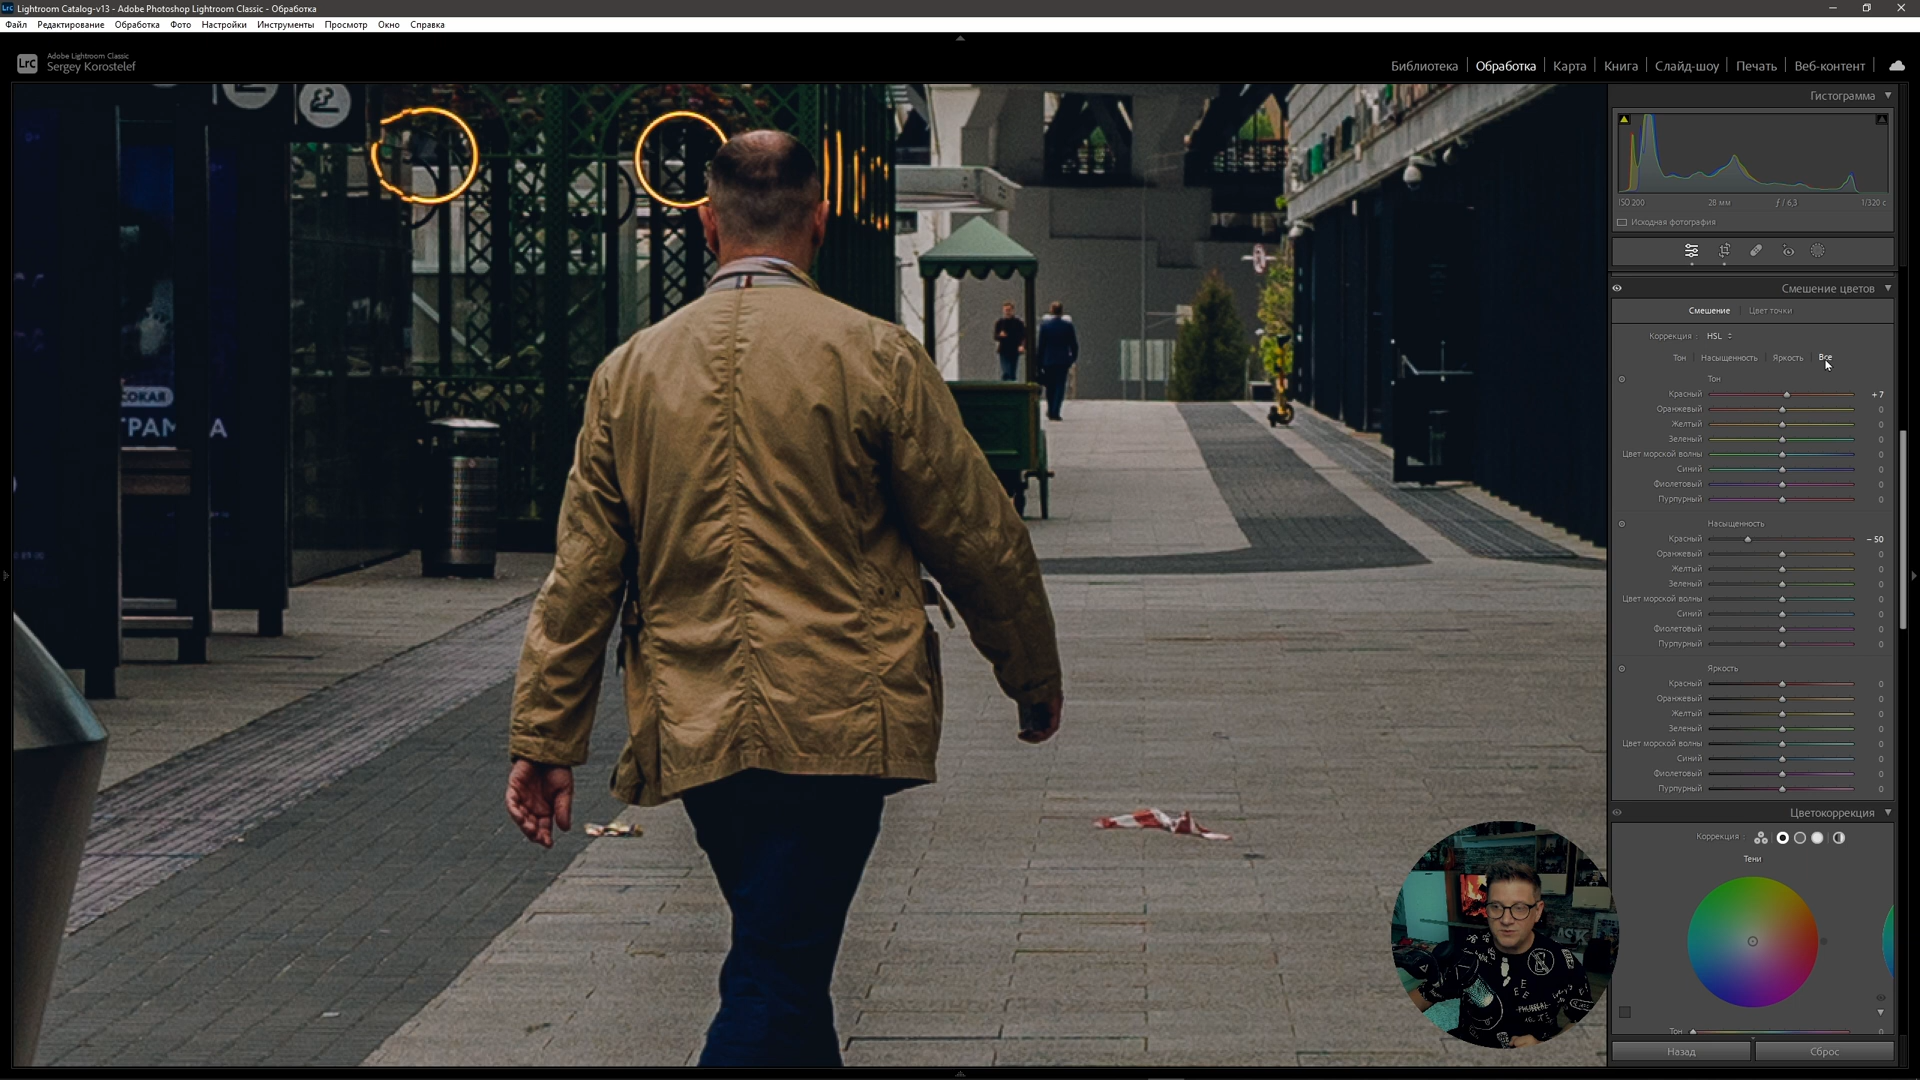 Lightroom Catalog-v13 - Adobe Photoshop Lightroom Classic - Обработка
Файл Редактирование Обработка Фото Настройки Инструменты Просмотр Окно Справка
LrC
Adobe Lightroom Classic
Sergey Korostelef
Библиотека Обработка Карта Книга Слайд-шоу Печать Веб-контент
Гистограмма
ISO 200 28 мм ƒ / 6,3 1/320 с
Исходная фотография
Смешение цветов
Смешение Цвет точки
Коррекция : HSL
Тон Насыщенность Яркость Все
Тон
Красный + 7
Оранжевый 0
Желтый 0
Зеленый 0
Цвет морской волны 0
Синий 0
Фиолетовый 0
Пурпурный 0
Насыщенность
Красный – 50
Оранжевый 0
Желтый 0
Зеленый 0
Цвет морской волны 0
Синий 0
Фиолетовый 0
Пурпурный 0
Яркость
Красный 0
Оранжевый 0
Желтый 0
Зеленый 0
Цвет морской волны 0
Синий 0
Фиолетовый 0
Пурпурный 0
Цветокоррекция
Коррекция :
Тени
Тон 0
Назад Сброс